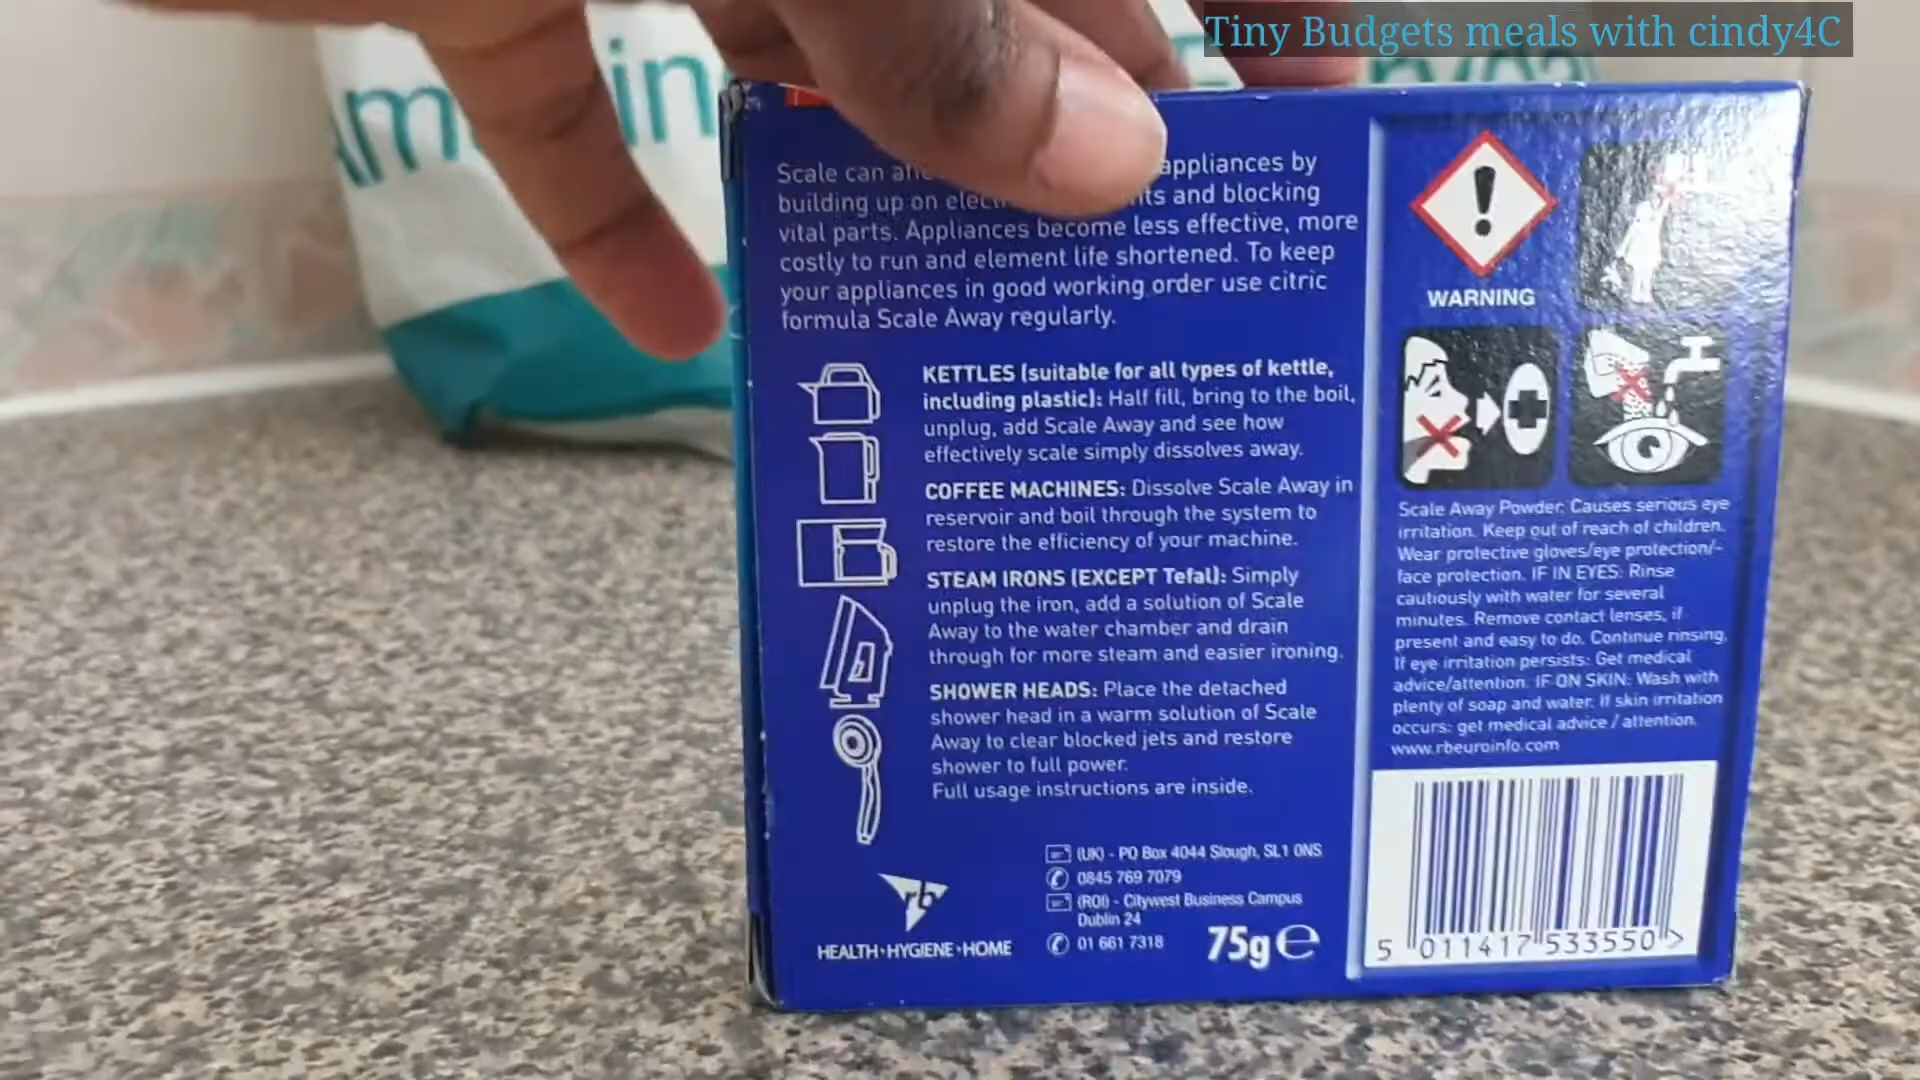 Tiny Budgets meals with cindy4C
Scale can appliances by
building up on and blocking
vital parts. Appliances become less effective, more
costly to run and element life shortened. To keep
your appliances in good working order use citric
formula Scale Away regularly.
KETTLES (suitable for all types of kettle,
including plastic): Half fill, bring to the boil,
unplug, add Scale Away and see how
effectively scale simply dissolves away.
COFFEE MACHINES: Dissolve Scale Away in
reservoir and boil through the system to
restore the efficiency of your machine.
STEAM IRONS (EXCEPT Tefal): Simply
unplug the iron, add a solution of Scale
Away to the water chamber and drain
through for more steam and easier ironing.
SHOWER HEADS: Place the detached
shower head in a warm solution of Scale
Away to clear blocked jets and restore
shower to full power.
Full usage instructions are inside.
rb
HEALTH•HYGIENE•HOME
(UK) - PO Box 4044 Slough, SL1 0NS
0845 769 7079
(ROI) - Citywest Business Campus
Dublin 24
01 661 7318
75g e
WARNING
Scale Away Powder: Causes serious eye
irritation. Keep out of reach of children.
Wear protective gloves/eye protection/-
face protection. IF IN EYES: Rinse
cautiously with water for several
minutes. Remove contact lenses, if
present and easy to do. Continue rinsing.
If eye irritation persists: Get medical
advice/attention. IF ON SKIN: Wash with
plenty of soap and water. If skin irritation
occurs: get medical advice / attention.
www.rbeuroinfo.com
5 011417 533550 >